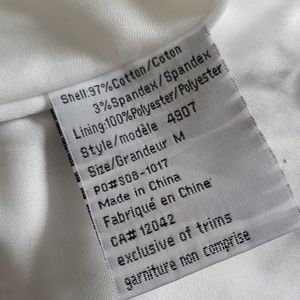 Shell:97%Cotton/Coton
3%Spandex/Spandex
Lining:100%Polyester/Polyester
Style/modèle 4907
Size/Grandeur M
PO#S08-1017
Made in China
Fabriqué en Chine
CA# 12042
exclusive of trims
garniture non comprise